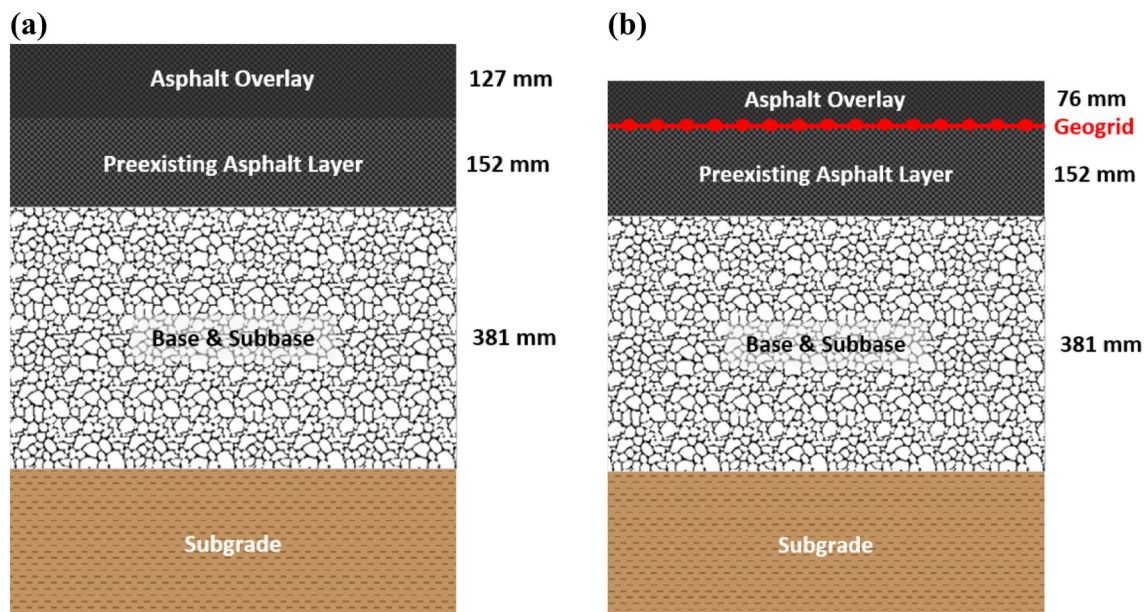 (a)
Asphalt Overlay
127 mm
Preexisting Asphalt Layer
152 mm
Base & Subbase
381 mm
Subgrade
(b)
Asphalt Overlay
76 mm
Geogrid
Preexisting Asphalt Layer
152 mm
Base & Subbase
381 mm
Subgrade